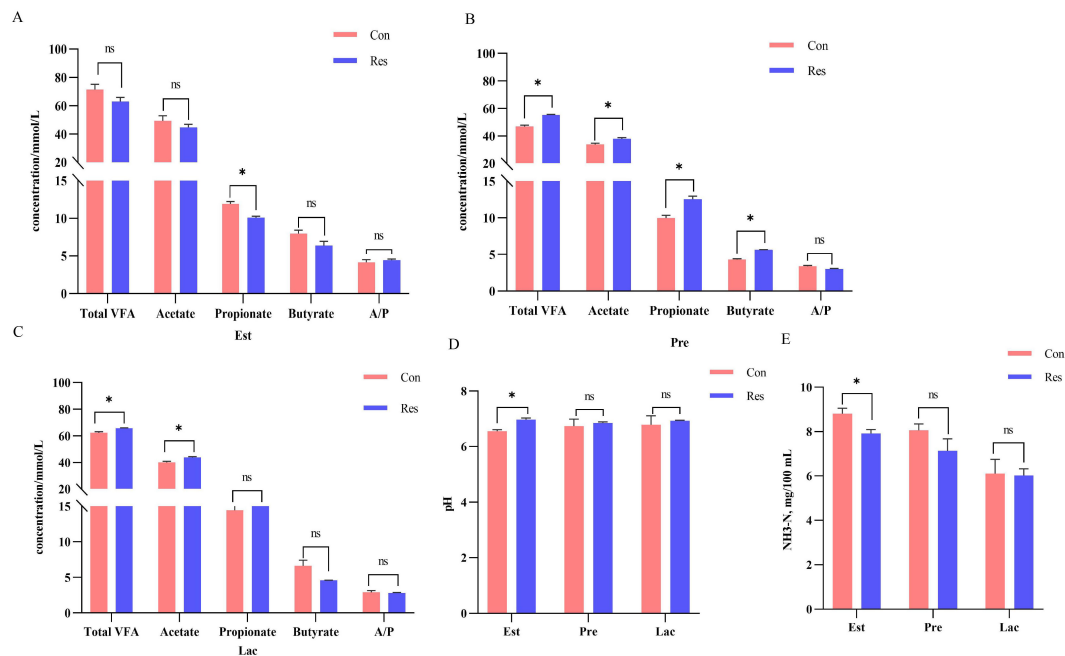 A
Con
Res
concentration/mmol/L
100
80
60
40
20
15
10
5
0
ns
ns
*
ns
ns
Total VFA Acetate Propionate Butyrate A/P
Est
B
Con
Res
concentration/mmol/L
100
80
60
40
20
15
10
5
0
*
*
*
*
ns
Total VFA Acetate Propionate Butyrate A/P
Pre
C
Con
Res
concentration/mmol/L
100
80
60
40
20
15
10
5
0
*
*
ns
ns
ns
Total VFA Acetate Propionate Butyrate A/P
Lac
D
Con
Res
pH
8
6
4
2
0
*
ns
ns
Est Pre Lac
E
Con
Res
NH3-N, mg/100 mL
10
8
6
4
2
0
*
ns
ns
Est Pre Lac